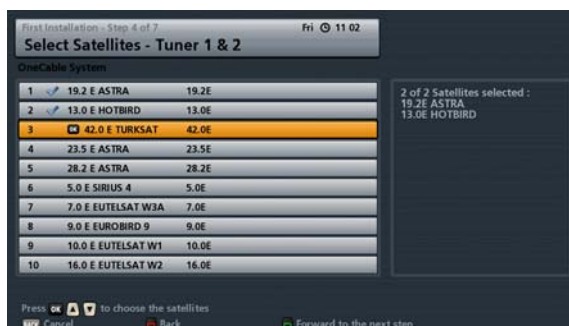 First Installation - Step 4 of 7 Fri 11 02
Select Satellites - Tuner 1 & 2
OneCable System
1 19.2 E ASTRA 19.2E
2 13.0 E HOTBIRD 13.0E
3 OK 42.0 E TURKSAT 42.0E
4 23.5 E ASTRA 23.5E
5 28.2 E ASTRA 28.2E
6 5.0 E SIRIUS 4 5.0E
7 7.0 E EUTELSAT W3A 7.0E
8 9.0 E EUROBIRD 9 9.0E
9 10.0 E EUTELSAT W1 10.0E
10 16.0 E EUTELSAT W2 16.0E
2 of 2 Satellites selected :
19.2E ASTRA
13.0E HOTBIRD
Press OK to choose the satellites
Cancel Back Forward to the next step